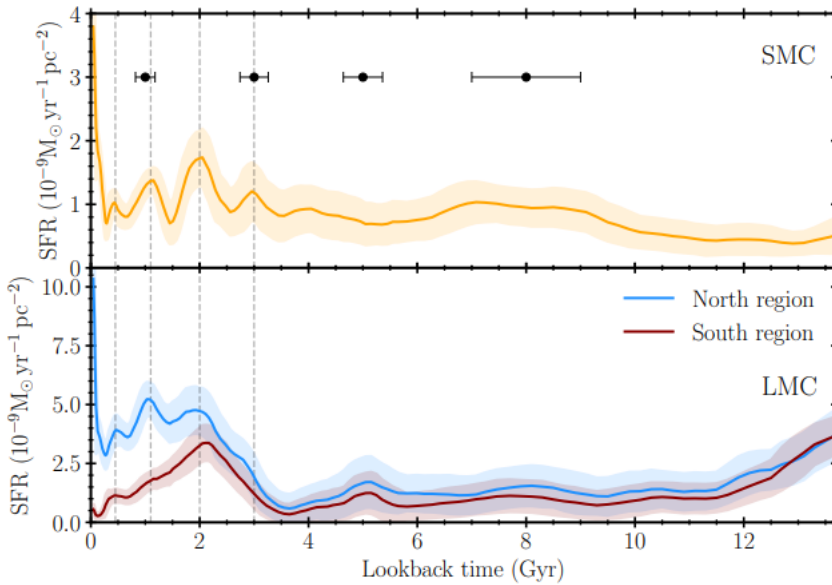 4
3
2
1
0
SFR (10⁻⁹M⊙ yr⁻¹ pc⁻²)
SMC
10.0
7.5
5.0
2.5
0.0
SFR (10⁻⁹M⊙ yr⁻¹ pc⁻²)
North region
South region
LMC
0 2 4 6 8 10 12
Lookback time (Gyr)